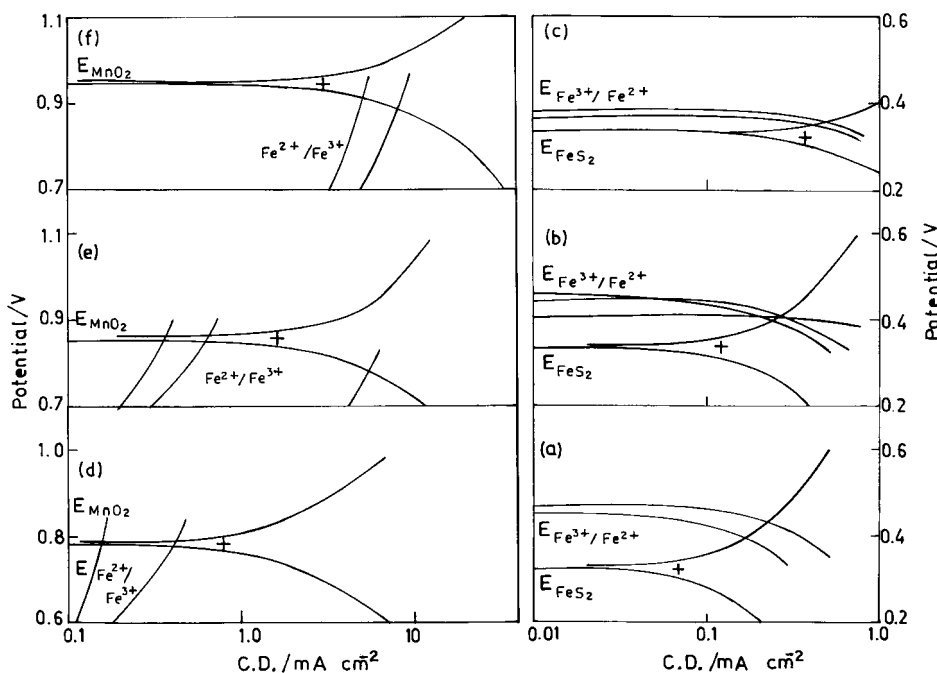 1.1
(f)
E MnO2
0.9
Fe2+/Fe3+
0.7
(e)
1.1
E MnO2
0.9
Fe2+/Fe3+
0.7
(d)
1.0
E MnO2
0.8
E Fe2+/
Fe3+
0.6
0.1
1.0
10
C.D./mA cm-2
Potential/V
(c)
0.6
E Fe3+/Fe2+
0.4
E FeS2
0.2
(b)
0.6
E Fe3+/Fe2+
0.4
E FeS2
0.2
(a)
0.6
E Fe3+/Fe2+
0.4
E FeS2
0.2
0.01
0.1
1.0
C.D./mA cm-2
Potential/V